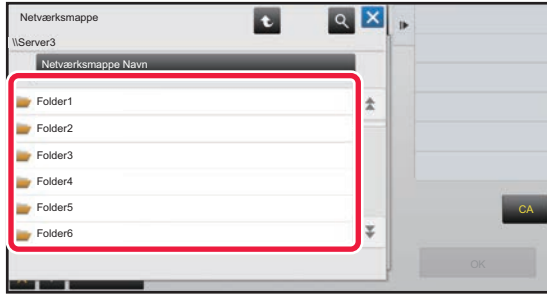 Netværksmappe
\\Server3
Netværksmappe Navn
Folder1
Folder2
Folder3
Folder4
Folder5
Folder6
CA
OK